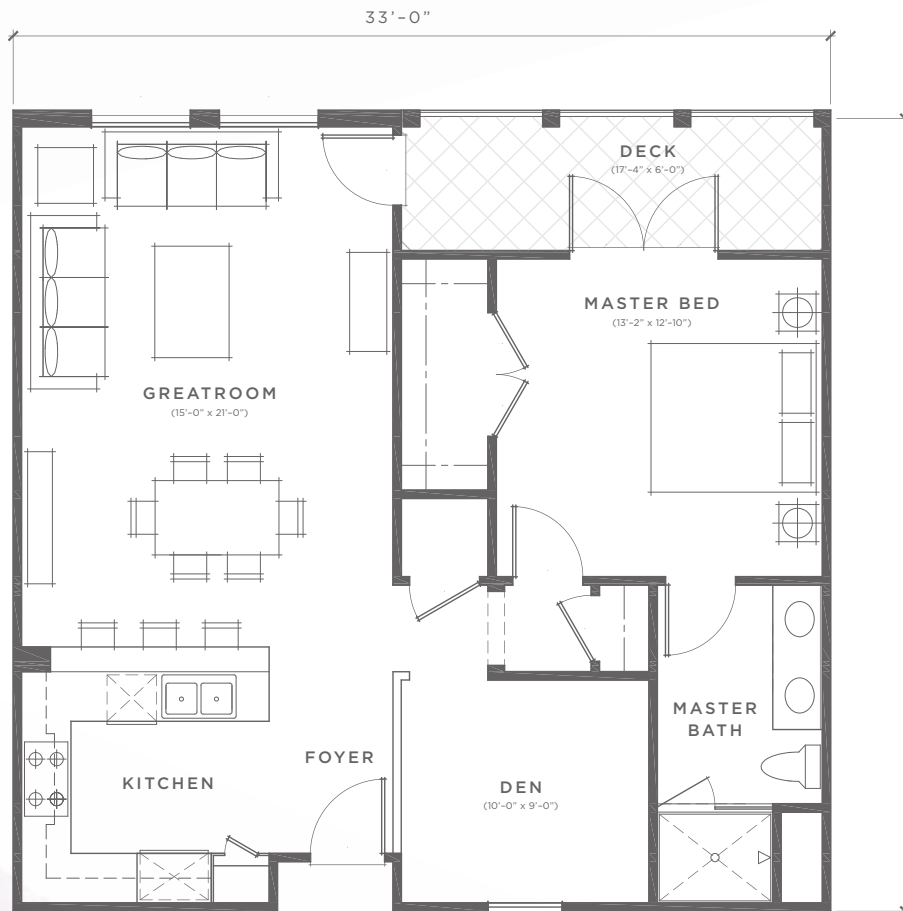 33’-0”
DECK
(17’-4” x 6’-0”)
MASTER BED
(13’-2” x 12’-10”)
GREATROOM
(15’-0” x 21’-0”)
MASTER
BATH
FOYER
KITCHEN
DEN
(10’-0” x 9’-0”)